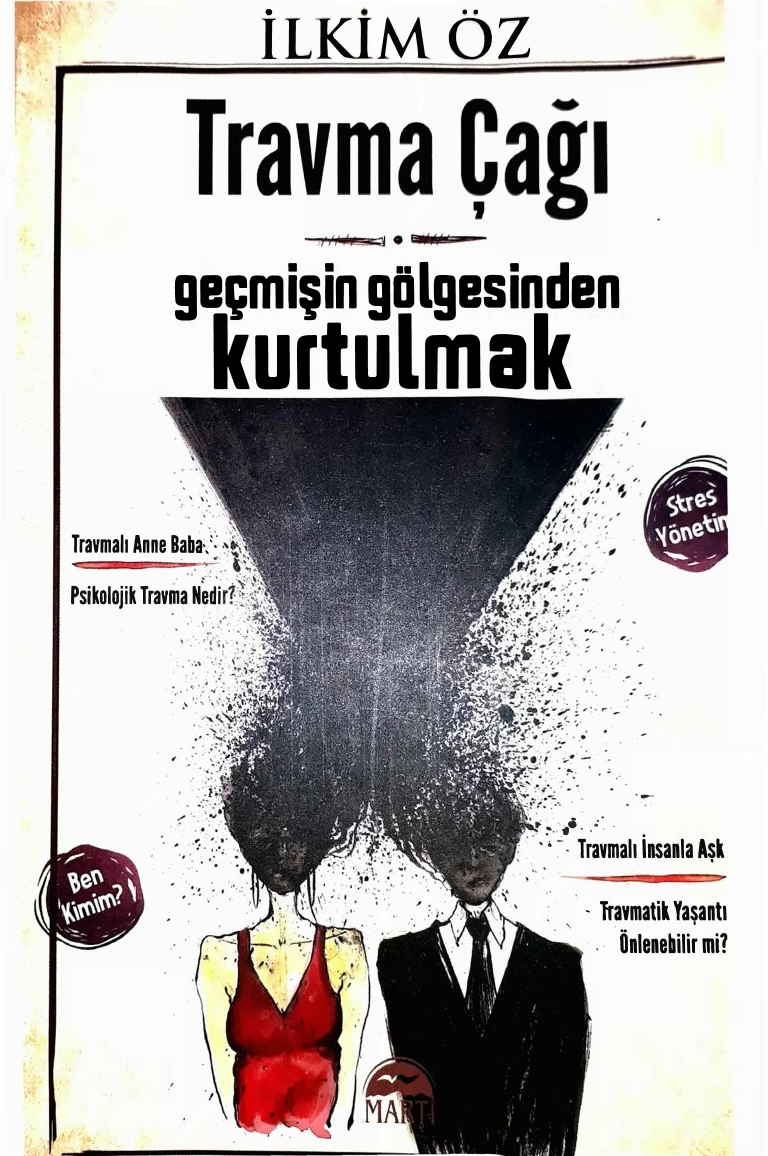 İLKİM ÖZ
Travma Çağı
geçmişin gölgesinden
kurtulmak
Stres
Yönetim
Travmalı Anne Baba
Psikolojik Travma Nedir?
Travmalı İnsanla Aşk
Ben
Kimim?
Travmatik Yaşantı
Önlenebilir mi?
MARTI